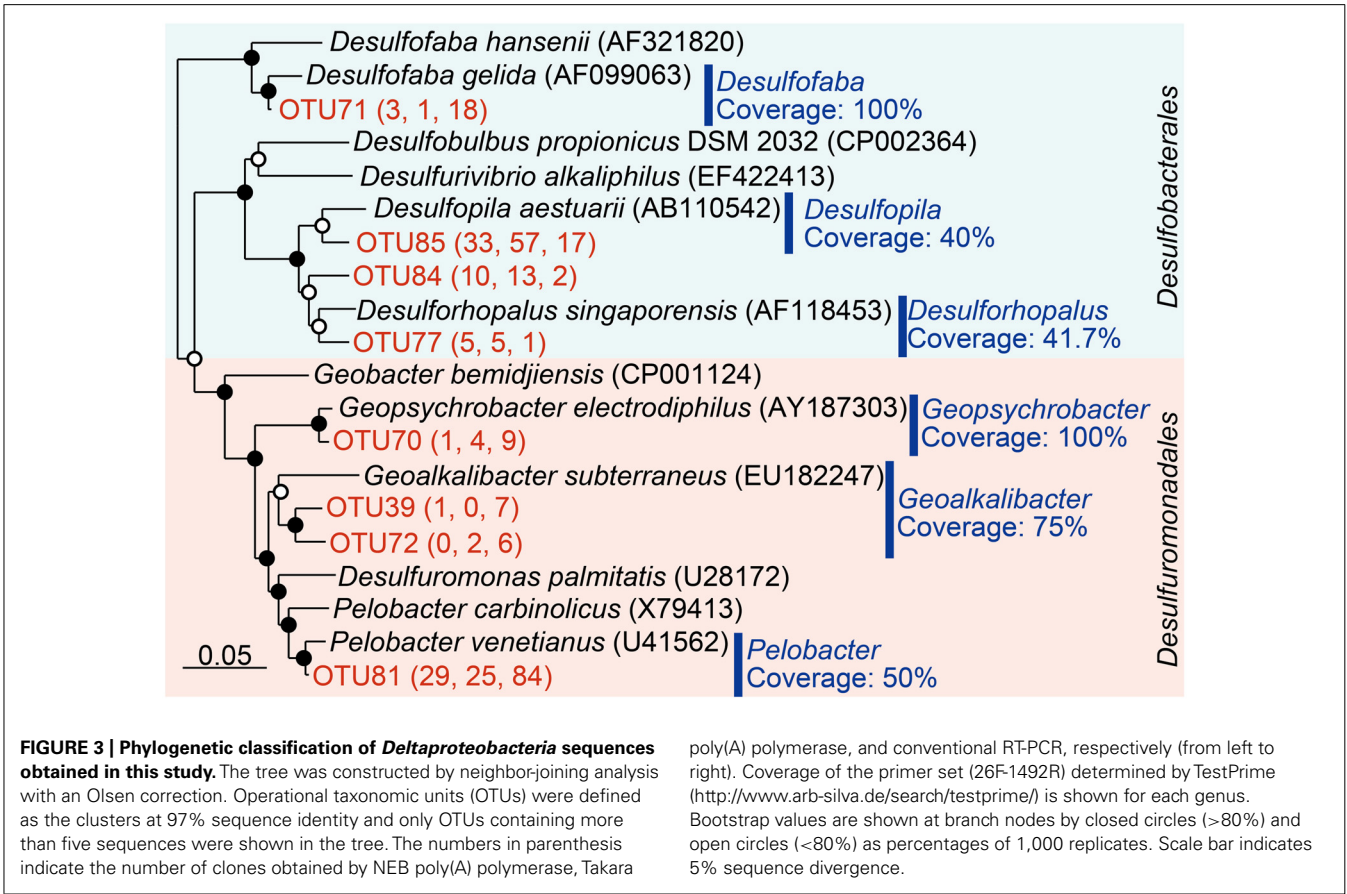 Desulfofaba hansenii (AF321820)
Desulfofaba gelida (AF099063)
Desulfofaba
Coverage: 100%
OTU71 (3, 1, 18)
Desulfobulbus propionicus DSM 2032 (CP002364)
Desulfurivibrio alkaliphilus (EF422413)
Desulfopila aestuarii (AB110542)
Desulfopila
Coverage: 40%
OTU85 (33, 57, 17)
OTU84 (10, 13, 2)
Desulforhopalus singaporensis (AF118453)
Desulforhopalus
Coverage: 41.7%
OTU77 (5, 5, 1)
Desulfobacterales
Geobacter bemidjiensis (CP001124)
Geopsychrobacter electrodiphilus (AY187303)
Geopsychrobacter
Coverage: 100%
OTU70 (1, 4, 9)
Geoalkalibacter subterraneus (EU182247)
Geoalkalibacter
Coverage: 75%
OTU39 (1, 0, 7)
OTU72 (0, 2, 6)
Desulfuromonas palmitatis (U28172)
Pelobacter carbinolicus (X79413)
Pelobacter venetianus (U41562)
Pelobacter
Coverage: 50%
OTU81 (29, 25, 84)
Desulfuromonadales
0.05
FIGURE 3 | Phylogenetic classification of Deltaproteobacteria sequences
obtained in this study. The tree was constructed by neighbor-joining analysis
with an Olsen correction. Operational taxonomic units (OTUs) were defined
as the clusters at 97% sequence identity and only OTUs containing more
than five sequences were shown in the tree. The numbers in parenthesis
indicate the number of clones obtained by NEB poly(A) polymerase, Takara
poly(A) polymerase, and conventional RT-PCR, respectively (from left to
right). Coverage of the primer set (26F-1492R) determined by TestPrime
(http://www.arb-silva.de/search/testprime/) is shown for each genus.
Bootstrap values are shown at branch nodes by closed circles (>80%) and
open circles (<80%) as percentages of 1,000 replicates. Scale bar indicates
5% sequence divergence.